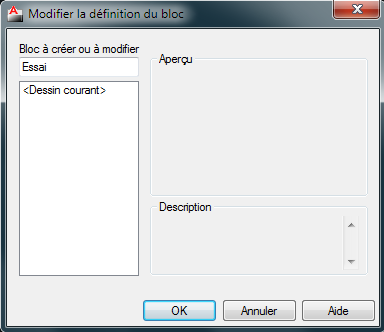 Modifier la définition du bloc
Bloc à créer ou à modifier
Essai
<Dessin courant>
Aperçu
Description
OK
Annuler
Aide